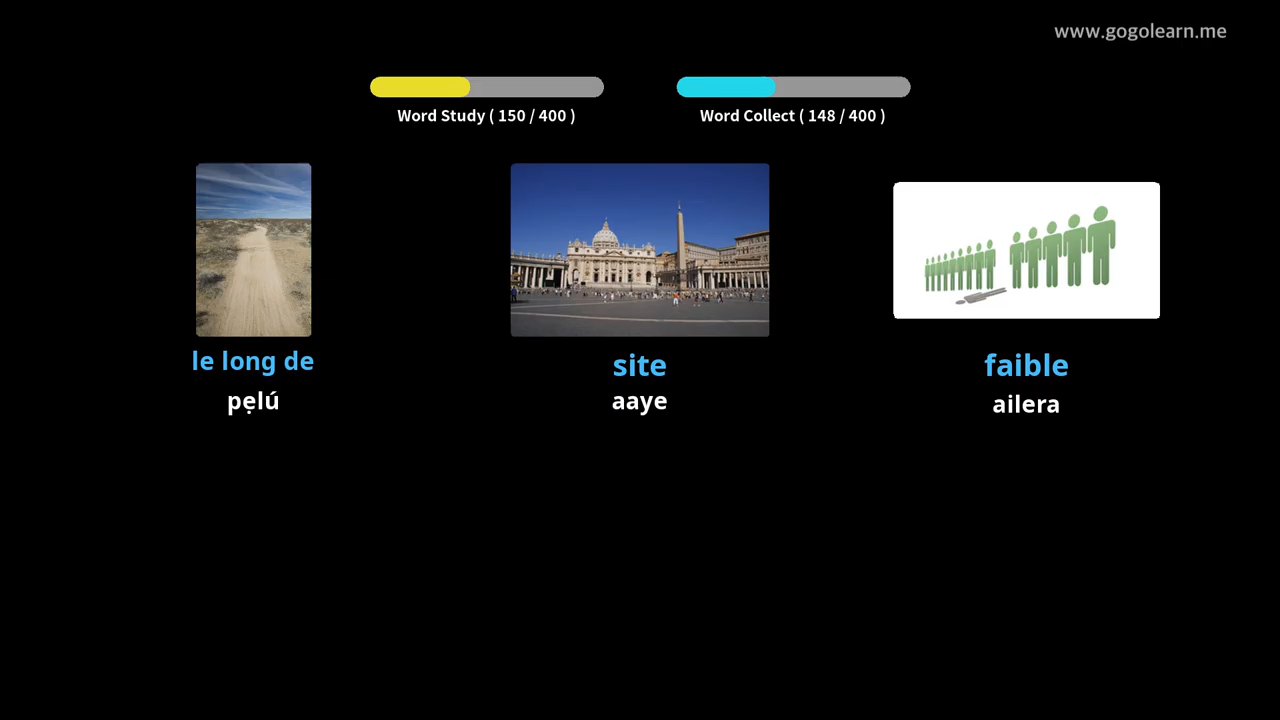 www.gogolearn.me
Word Study ( 150 / 400 )
Word Collect ( 148 / 400 )
le long de
pẹlú
site
aaye
faible
ailera